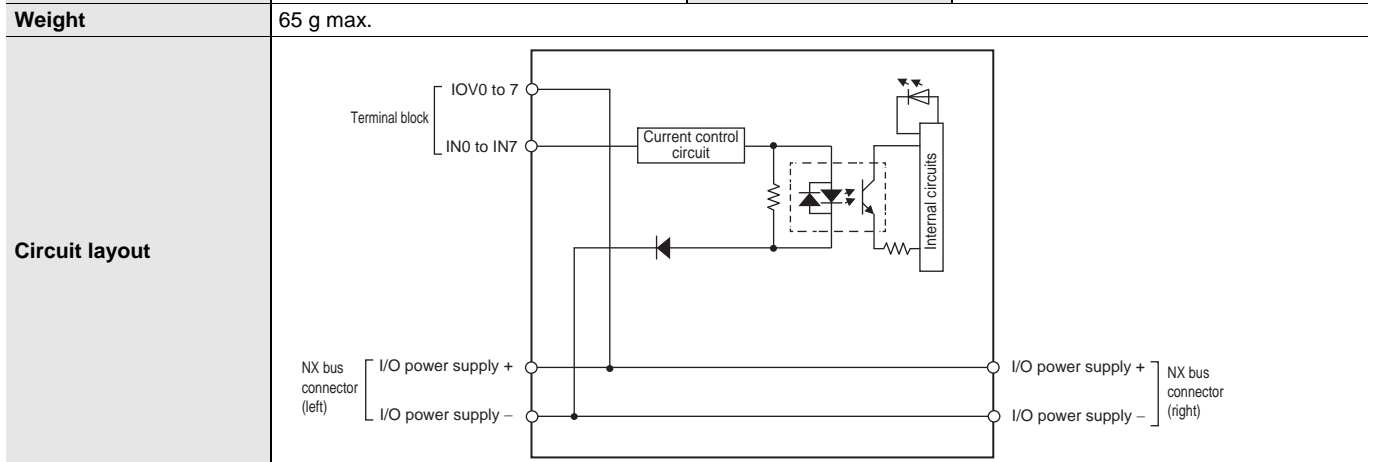 Weight
65 g max.
Circuit layout
Terminal block
IOV0 to 7
IN0 to IN7
Current control
circuit
Internal circuits
NX bus
connector
(left)
I/O power supply +
I/O power supply −
I/O power supply +
I/O power supply −
NX bus
connector
(right)